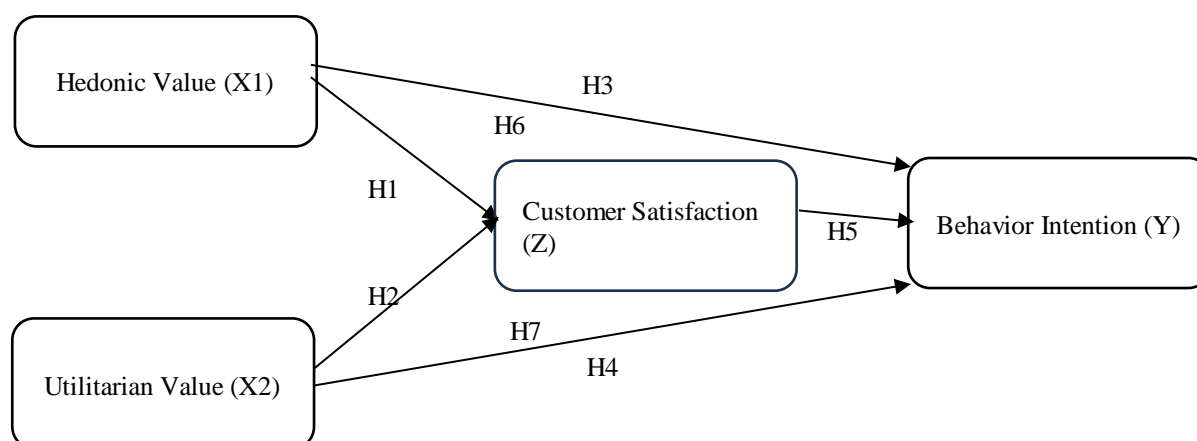 Hedonic Value (X1)
H3
H6
H1
Customer Satisfaction
(Z)
H5
Behavior Intention (Y)
H2
H7
H4
Utilitarian Value (X2)